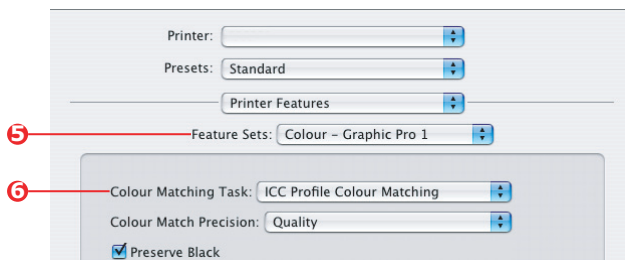 Printer:
Presets: Standard
Printer Features
5 Feature Sets: Colour – Graphic Pro 1
6 Colour Matching Task: ICC Profile Colour Matching
Colour Match Precision: Quality
Preserve Black